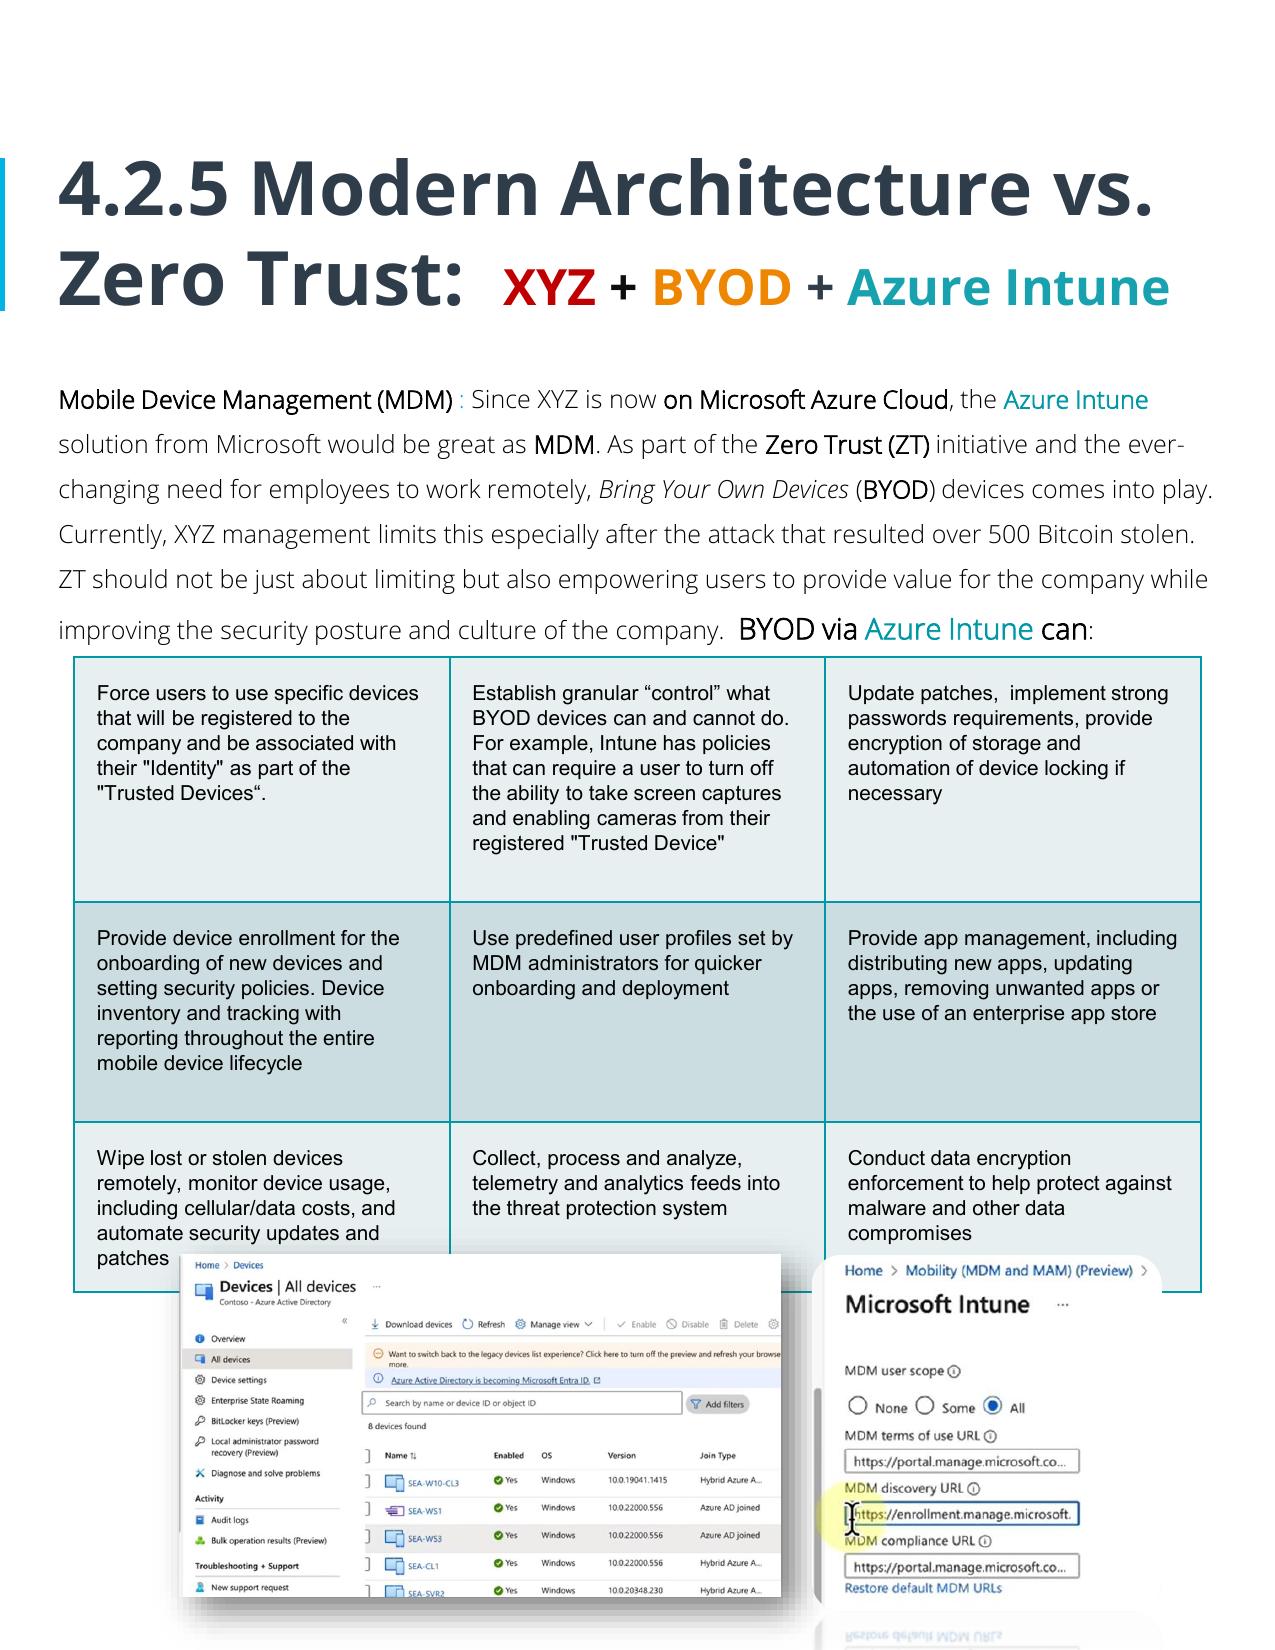 4.2.5 Modern Architecture vs.
Zero Trust: XYZ + BYOD + Azure Intune
Mobile Device Management (MDM) : Since XYZ is now on Microsoft Azure Cloud, the Azure Intune
solution from Microsoft would be great as MDM. As part of the Zero Trust (ZT) initiative and the ever-
changing need for employees to work remotely, Bring Your Own Devices (BYOD) devices comes into play.
Currently, XYZ management limits this especially after the attack that resulted over 500 Bitcoin stolen.
ZT should not be just about limiting but also empowering users to provide value for the company while
improving the security posture and culture of the company. BYOD via Azure Intune can:
Force users to use specific devices
that will be registered to the
company and be associated with
their "Identity" as part of the
"Trusted Devices“.
Establish granular “control” what
BYOD devices can and cannot do.
For example, Intune has policies
that can require a user to turn off
the ability to take screen captures
and enabling cameras from their
registered "Trusted Device"
Update patches, implement strong
passwords requirements, provide
encryption of storage and
automation of device locking if
necessary
Provide device enrollment for the
onboarding of new devices and
setting security policies. Device
inventory and tracking with
reporting throughout the entire
mobile device lifecycle
Use predefined user profiles set by
MDM administrators for quicker
onboarding and deployment
Provide app management, including
distributing new apps, updating
apps, removing unwanted apps or
the use of an enterprise app store
Wipe lost or stolen devices
remotely, monitor device usage,
including cellular/data costs, and
automate security updates and
patches
Collect, process and analyze,
telemetry and analytics feeds into
the threat protection system
Conduct data encryption
enforcement to help protect against
malware and other data
compromises
Home > Devices
Devices | All devices ...
Contoso - Azure Active Directory
«
Overview
All devices
Device settings
Enterprise State Roaming
BitLocker keys (Preview)
Local administrator password
recovery (Preview)
Diagnose and solve problems
Activity
Audit logs
Bulk operation results (Preview)
Troubleshooting + Support
New support request
Download devices Refresh Manage view Enable Disable Delete
Want to switch back to the legacy devices list experience? Click here to turn off the preview and refresh your browse
more.
Azure Active Directory is becoming Microsoft Entra ID.
Search by name or device ID or object ID Add filters
8 devices found
Name ↑↓ Enabled OS Version Join Type
SEA-W10-CL3 Yes Windows 10.0.19041.1415 Hybrid Azure A...
SEA-WS1 Yes Windows 10.0.22000.556 Azure AD joined
SEA-WS3 Yes Windows 10.0.22000.556 Azure AD joined
SEA-CL1 Yes Windows 10.0.22000.556 Hybrid Azure A...
SEA-SVR2 Yes Windows 10.0.20348.230 Hybrid Azure A...
Home > Mobility (MDM and MAM) (Preview) >
Microsoft Intune ...
MDM user scope
None Some All
MDM terms of use URL
https://portal.manage.microsoft.co...
MDM discovery URL
https://enrollment.manage.microsoft.
MDM compliance URL
https://portal.manage.microsoft.co...
Restore default MDM URLs